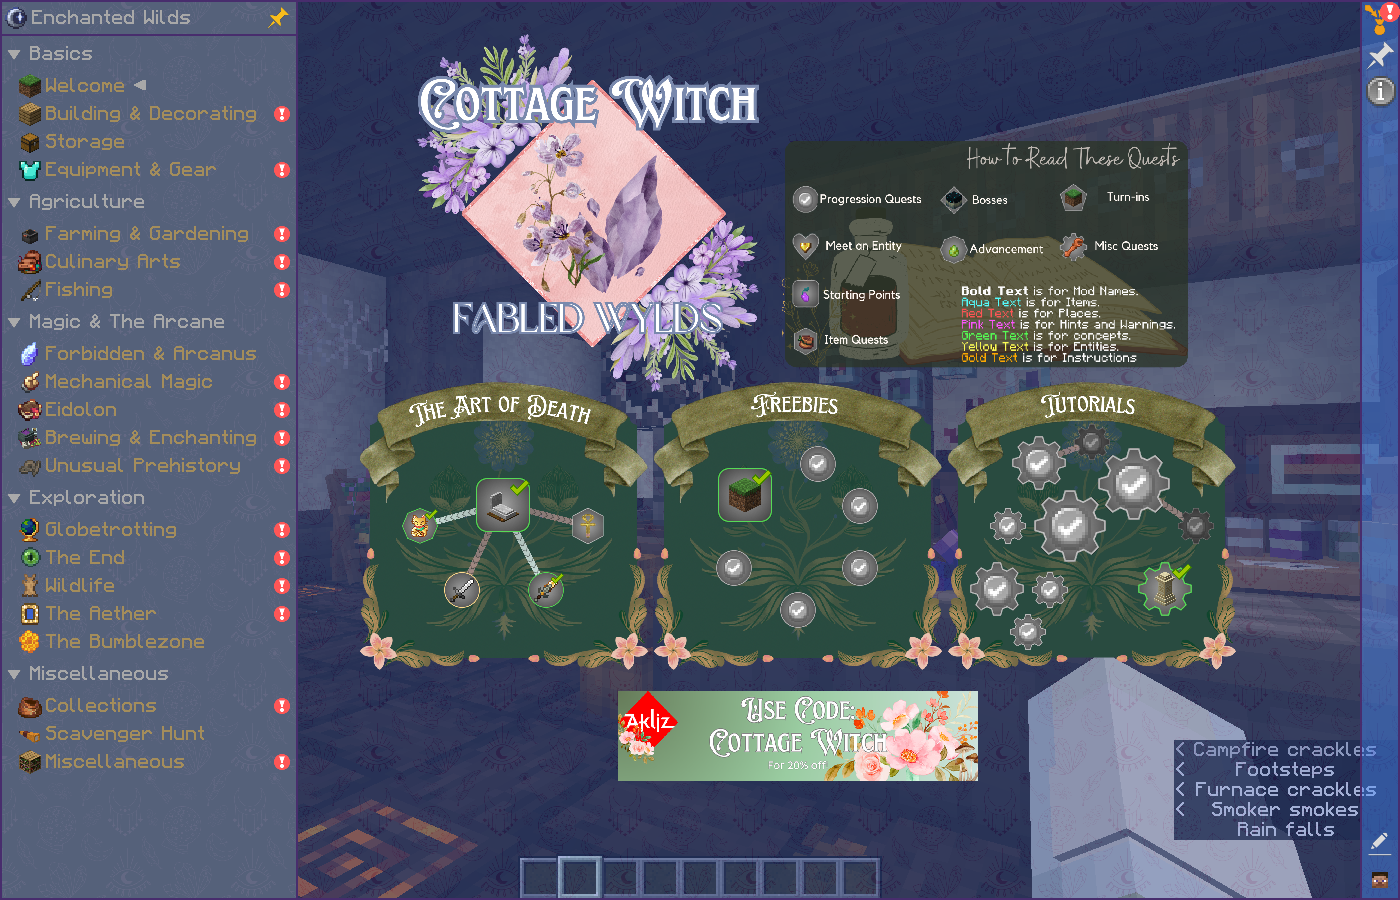 Enchanted Wilds
Basics
Welcome
Building & Decorating
Storage
Equipment & Gear
Agriculture
Farming & Gardening
Culinary Arts
Fishing
Magic & The Arcane
Forbidden & Arcanus
Mechanical Magic
Eidolon
Brewing & Enchanting
Unusual Prehistory
Exploration
Globetrotting
The End
Wildlife
The Aether
The Bumblezone
Miscellaneous
Collections
Scavenger Hunt
Miscellaneous
Cottage Witch
Fabled Wylds
How to Read These Quests
Progression Quests
Bosses
Turn-ins
Meet an Entity
Advancement
Misc Quests
Starting Points
Item Quests
Bold Text is for Mod Names.
Aqua Text is for Items.
Red Text is for Places.
Pink Text is for Hints and Warnings.
Green Text is for concepts.
Yellow Text is for Entities.
Gold Text is for Instructions
The Art of Death
Freebies
Tutorials
Akliz
Use Code:
Cottage Witch
For 20% off
< Campfire crackles
< Footsteps
< Furnace crackles
< Smoker smokes
Rain falls